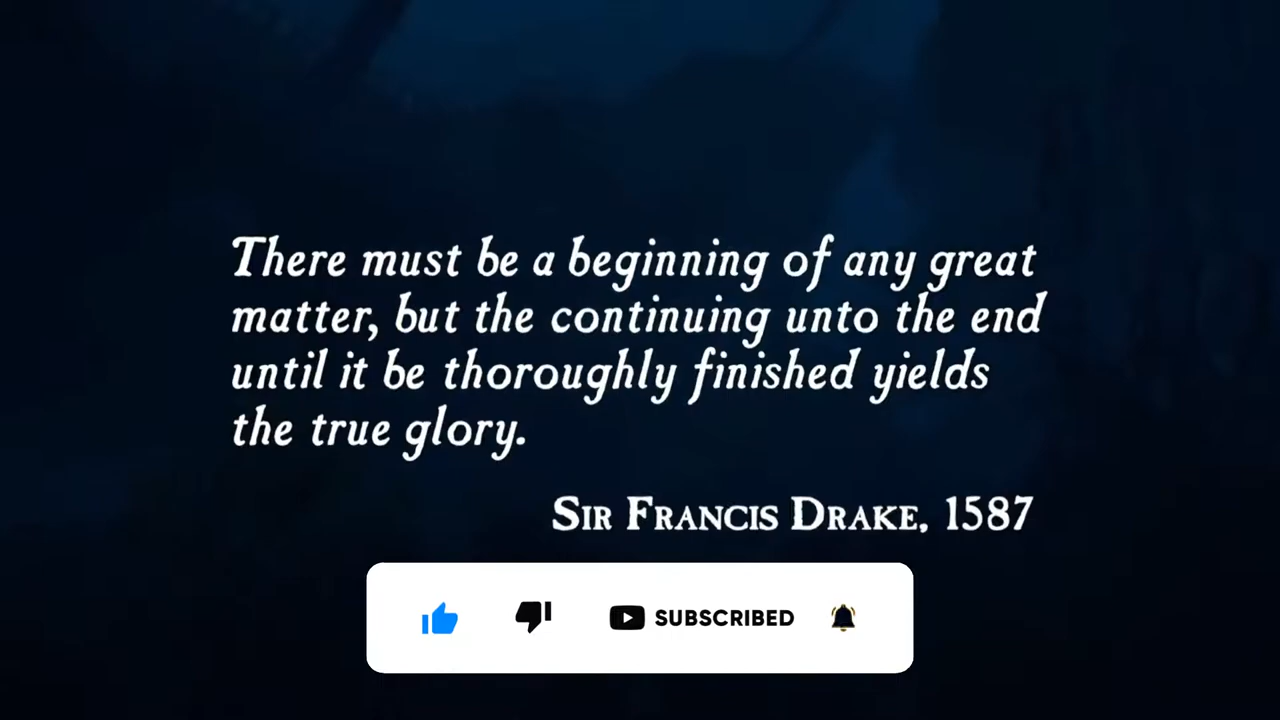 There must be a beginning of any great
matter, but the continuing unto the end
until it be thoroughly finished yields
the true glory.
SIR FRANCIS DRAKE, 1587
SUBSCRIBED